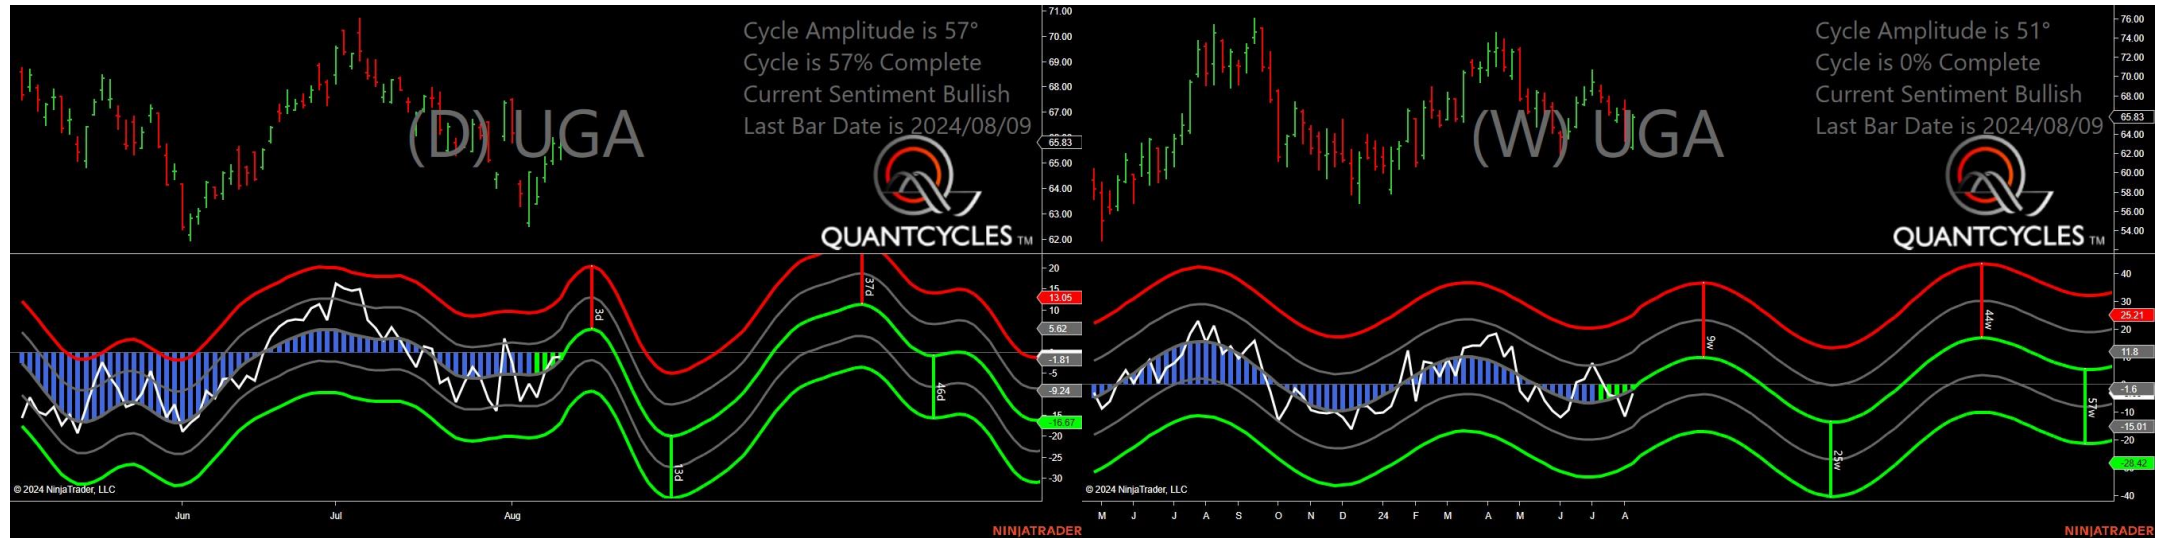 Cycle Amplitude is 57°
Cycle is 57% Complete
Current Sentiment Bullish
Last Bar Date is 2024/08/09
(D) UGA
QUANTCYCLES TM
71.00
70.00
69.00
68.00
67.00
65.83
65.00
64.00
63.00
62.00
20
15
13.05
10
5.62
-1.81
-5
-9.24
-15
-16.67
-20
-25
-30
3d
13d
37d
46d
© 2024 NinjaTrader, LLC
Jun Jul Aug
NINJATRADER
Cycle Amplitude is 51°
Cycle is 0% Complete
Current Sentiment Bullish
Last Bar Date is 2024/08/09
(W) UGA
QUANTCYCLES TM
76.00
74.00
72.00
70.00
68.00
65.83
64.00
62.00
60.00
58.00
56.00
54.00
40
30
25.21
20
11.8
-1.6
-10
-15.01
-20
-28.42
-40
9w
25w
44w
57w
© 2024 NinjaTrader, LLC
M J J A S O N D 24 F M A M J J A
NINJATRADER